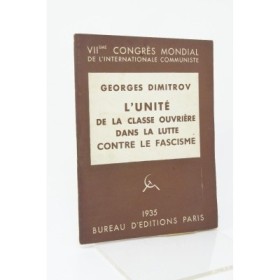 VIIème CONGRÈS MONDIAL
DE L'INTERNATIONALE COMMUNISTE
GEORGES DIMITROV
L'UNITÉ
DE LA CLASSE OUVRIÈRE
DANS LA LUTTE
CONTRE LE FASCISME
1935
BUREAU D'EDITIONS PARIS